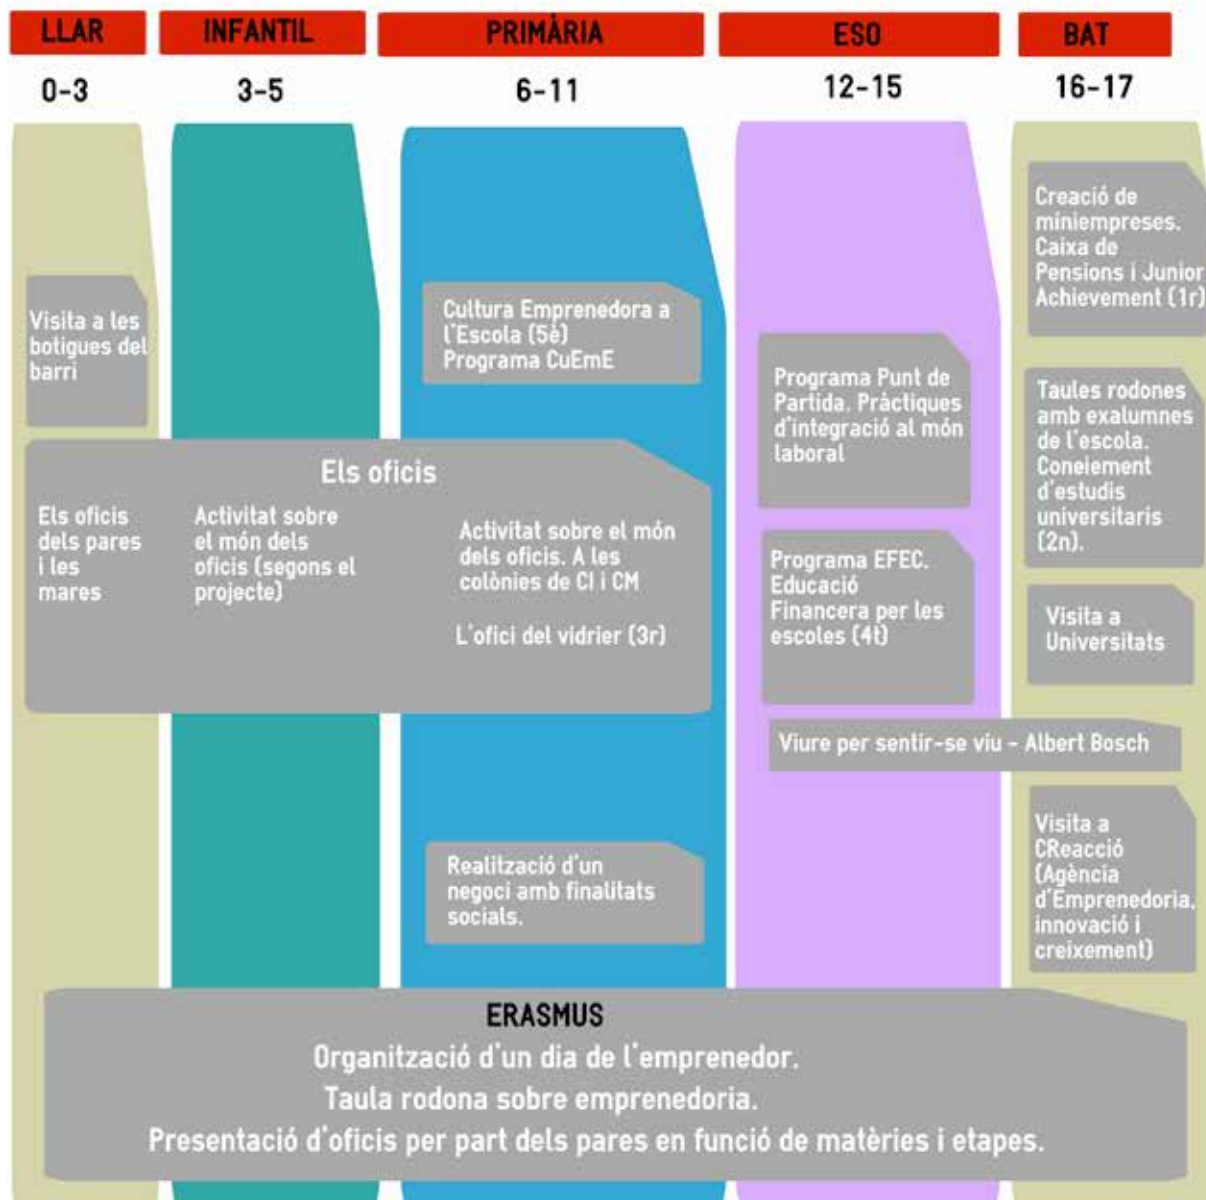 LLAR
INFANTIL
PRIMÀRIA
ESO
BAT
0-3
3-5
6-11
12-15
16-17
Visita a les
botigues del
barri
Cultura Emprenedora a
l'Escola (5è)
Programa CuEmE
Programa Punt de
Partida. Pràctiques
d'integració al món
laboral
Creació de
miniempreses.
Caixa de
Pensions i Junior
Achievement (1r)
Taules rodones
amb exalumnes
de l'escola.
Coneiement
d'estudis
universitaris
(2n).
Els oficis
Els oficis
dels pares
i les
mares
Activitat sobre
el món dels
oficis (segons el
projecte)
Activitat sobre el món
dels oficis. A les
colònies de CI i CM
L'ofici del vidrier (3r)
Programa EFEC.
Educació
Financera per les
escoles (4t)
Visita a
Universitats
Viure per sentir-se viu - Albert Bosch
Realització d'un
negoci amb finalitats
socials.
Visita a
CReacció
(Agència
d'Emprenedoria,
innovació i
creixement)
ERASMUS
Organització d'un dia de l'emprenedor.
Taula rodona sobre emprenedoria.
Presentació d'oficis per part dels pares en funció de matèries i etapes.